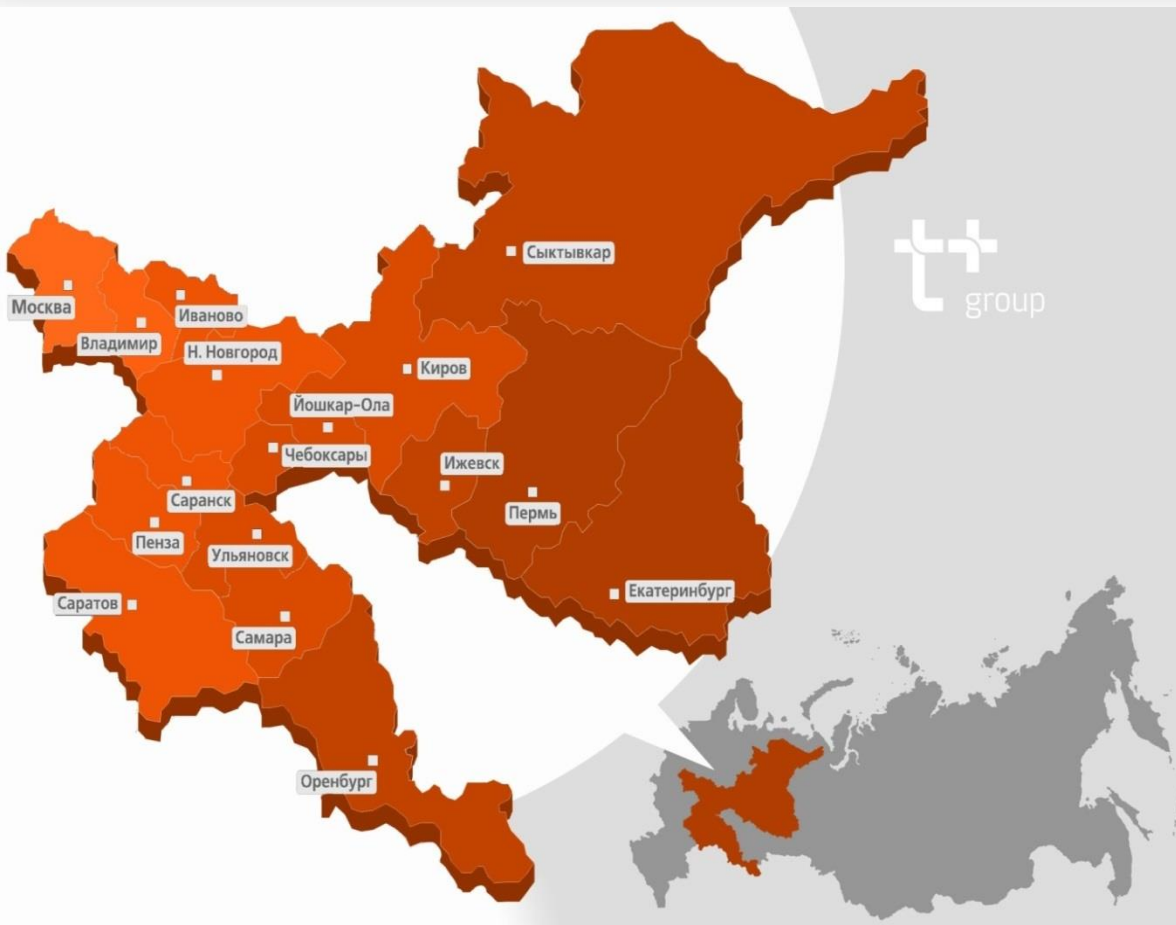 t+
group
Сыктывкар
Москва
Иваново
Владимир
Н. Новгород
Киров
Йошкар-Ола
Чебоксары
Ижевск
Саранск
Пермь
Пенза
Ульяновск
Екатеринбург
Саратов
Самара
Оренбург